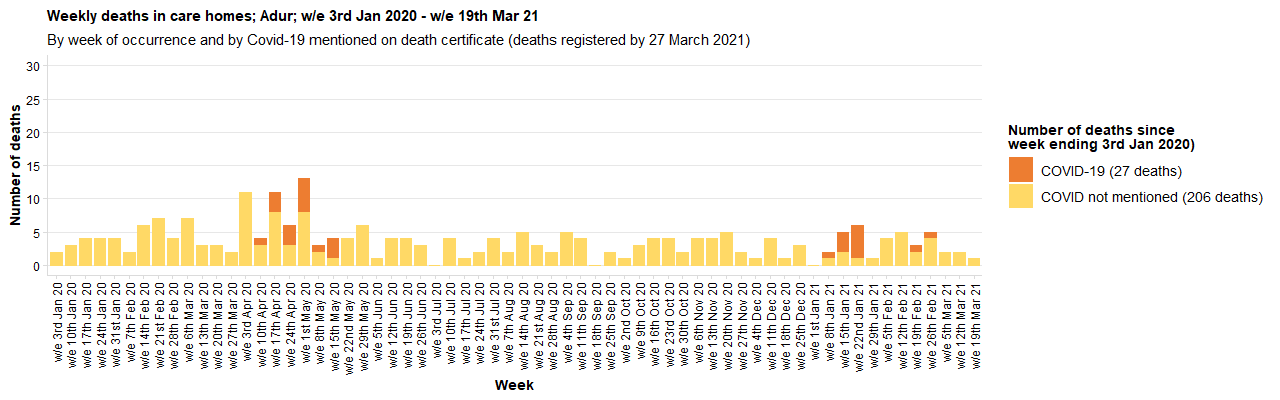 Weekly deaths in care homes; Adur; w/e 3rd Jan 2020 - w/e 19th Mar 21
By week of occurrence and by Covid-19 mentioned on death certificate (deaths registered by 27 March 2021)
Number of deaths
30
25
20
15
10
5
0
w/e 3rd Jan 20
w/e 10th Jan 20
w/e 17th Jan 20
w/e 24th Jan 20
w/e 31st Jan 20
w/e 7th Feb 20
w/e 14th Feb 20
w/e 21st Feb 20
w/e 28th Feb 20
w/e 6th Mar 20
w/e 13th Mar 20
w/e 20th Mar 20
w/e 27th Mar 20
w/e 3rd Apr 20
w/e 10th Apr 20
w/e 17th Apr 20
w/e 24th Apr 20
w/e 1st May 20
w/e 8th May 20
w/e 15th May 20
w/e 22nd May 20
w/e 29th May 20
w/e 5th Jun 20
w/e 12th Jun 20
w/e 19th Jun 20
w/e 26th Jun 20
w/e 3rd Jul 20
w/e 10th Jul 20
w/e 17th Jul 20
w/e 24th Jul 20
w/e 31st Jul 20
w/e 7th Aug 20
w/e 14th Aug 20
w/e 21st Aug 20
w/e 28th Aug 20
w/e 4th Sep 20
w/e 11th Sep 20
w/e 18th Sep 20
w/e 25th Sep 20
w/e 2nd Oct 20
w/e 9th Oct 20
w/e 16th Oct 20
w/e 23rd Oct 20
w/e 30th Oct 20
w/e 6th Nov 20
w/e 13th Nov 20
w/e 20th Nov 20
w/e 27th Nov 20
w/e 4th Dec 20
w/e 11th Dec 20
w/e 18th Dec 20
w/e 25th Dec 20
w/e 1st Jan 21
w/e 8th Jan 21
w/e 15th Jan 21
w/e 22nd Jan 21
w/e 29th Jan 21
w/e 5th Feb 21
w/e 12th Feb 21
w/e 19th Feb 21
w/e 26th Feb 21
w/e 5th Mar 21
w/e 12th Mar 21
w/e 19th Mar 21
Week
Number of deaths since
week ending 3rd Jan 2020)
COVID-19 (27 deaths)
COVID not mentioned (206 deaths)